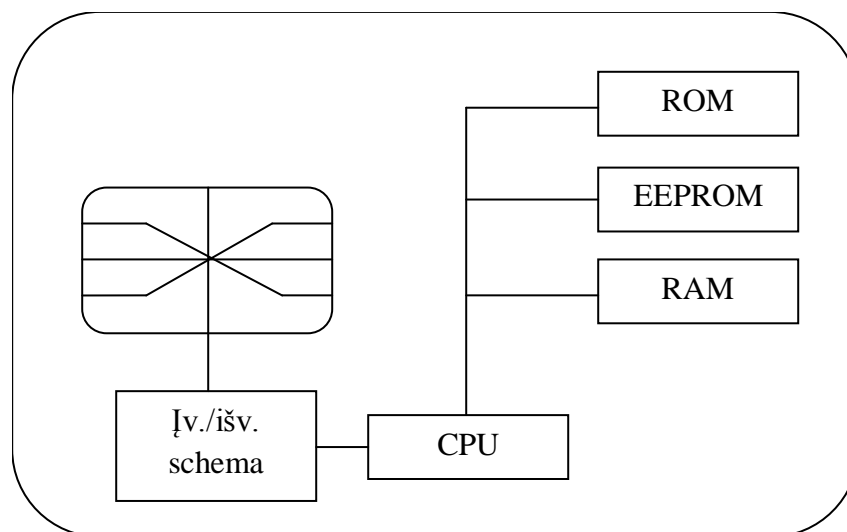 ROM
EEPROM
RAM
Įv./išv.
schema
CPU